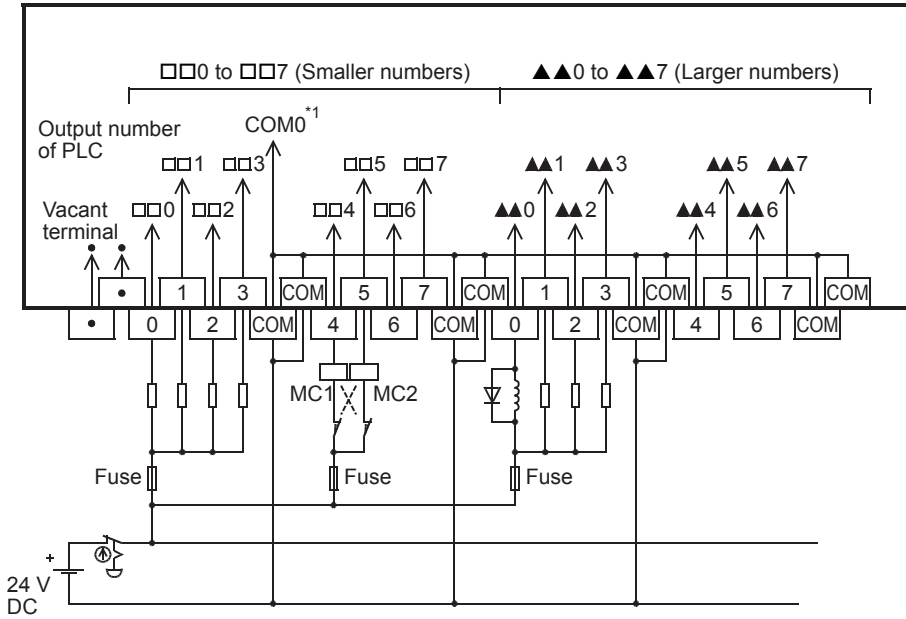 □□0 to □□7 (Smaller numbers) ▲▲0 to ▲▲7 (Larger numbers)
Output number
of PLC
COM0*1
□□1 □□3 □□5 □□7 ▲▲1 ▲▲3 ▲▲5 ▲▲7
Vacant
terminal
□□0 □□2 □□4 □□6 ▲▲0 ▲▲2 ▲▲4 ▲▲6
1 3 COM 5 7 COM 1 3 COM 5 7 COM
0 2 COM 4 6 COM 0 2 COM 4 6 COM
MC1 MC2
Fuse Fuse Fuse
+
24 V
DC